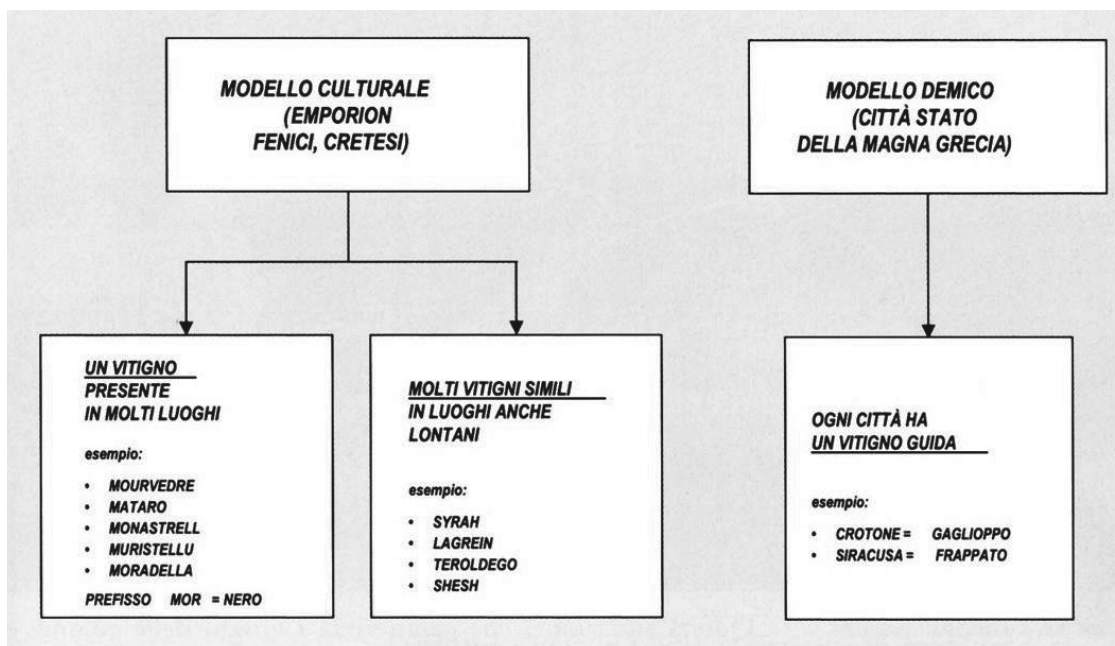 MODELLO CULTURALE
(EMPORION
FENICI, CRETESI)
MODELLO DEMICO
(CITTÀ STATO
DELLA MAGNA GRECIA)
UN VITIGNO
PRESENTE
IN MOLTI LUOGHI
esempio:
• MOURVEDRE
• MATARO
• MONASTRELL
• MURISTELLU
• MORADELLA
PREFISSO MOR = NERO
MOLTI VITIGNI SIMILI
IN LUOGHI ANCHE
LONTANI
esempio:
• SYRAH
• LAGREIN
• TEROLDEGO
• SHESH
OGNI CITTÀ HA
UN VITIGNO GUIDA
esempio:
• CROTONE = GAGLIOPPO
• SIRACUSA = FRAPPATO